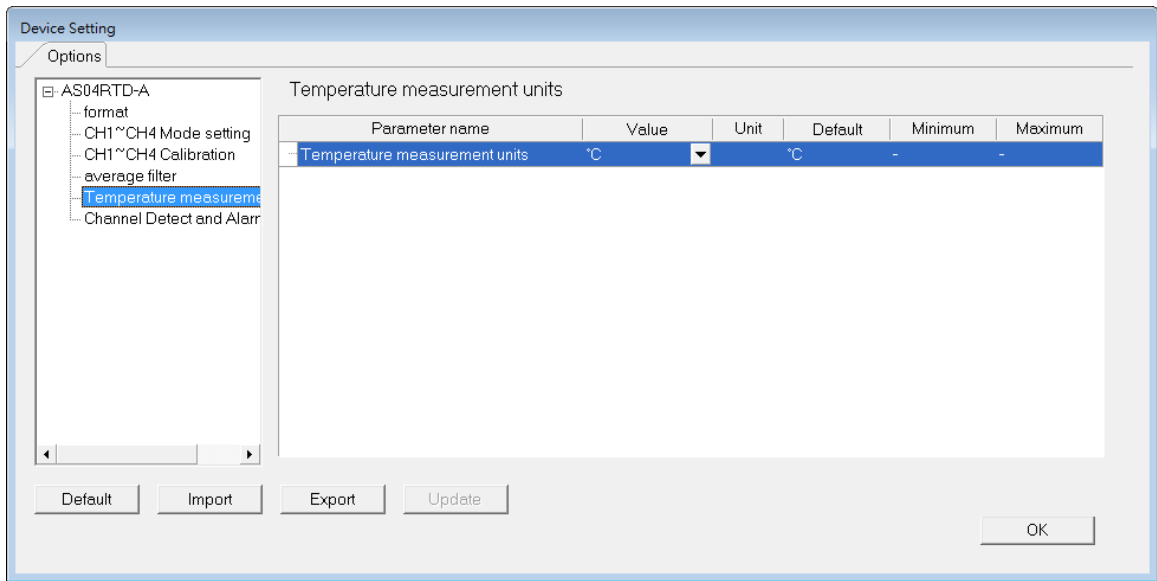 Device Setting
Options
AS04RTD-A
format
CH1~CH4 Mode setting
CH1~CH4 Calibration
average filter
Temperature measureme
Channel Detect and Alarr
Temperature measurement units
Parameter name Value Unit Default Minimum Maximum
Temperature measurement units °C °C - -
Default Import Export Update
OK